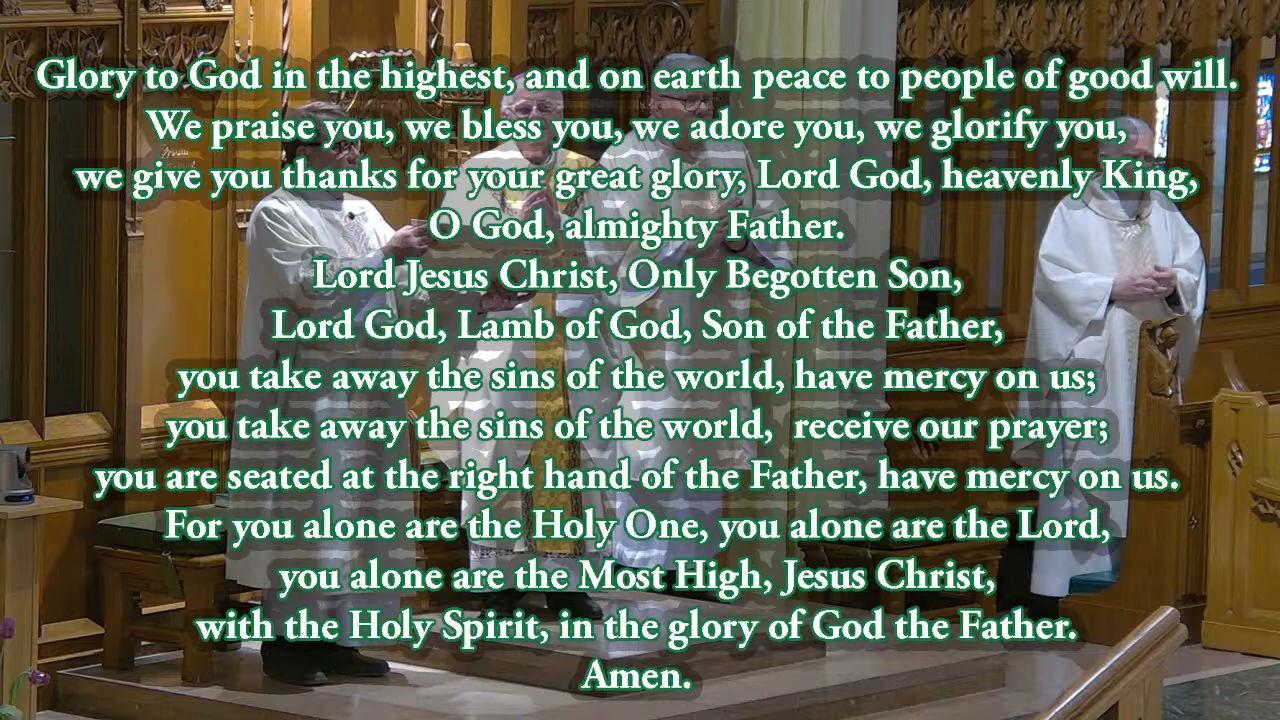 Glory to God in the highest, and on earth peace to people of good will.
We praise you, we bless you, we adore you, we glorify you,
we give you thanks for your great glory, Lord God, heavenly King,
O God, almighty Father.
Lord Jesus Christ, Only Begotten Son,
Lord God, Lamb of God, Son of the Father,
you take away the sins of the world, have mercy on us;
you take away the sins of the world,  receive our prayer;
you are seated at the right hand of the Father, have mercy on us.
For you alone are the Holy One, you alone are the Lord,
you alone are the Most High, Jesus Christ,
with the Holy Spirit, in the glory of God the Father.
Amen.